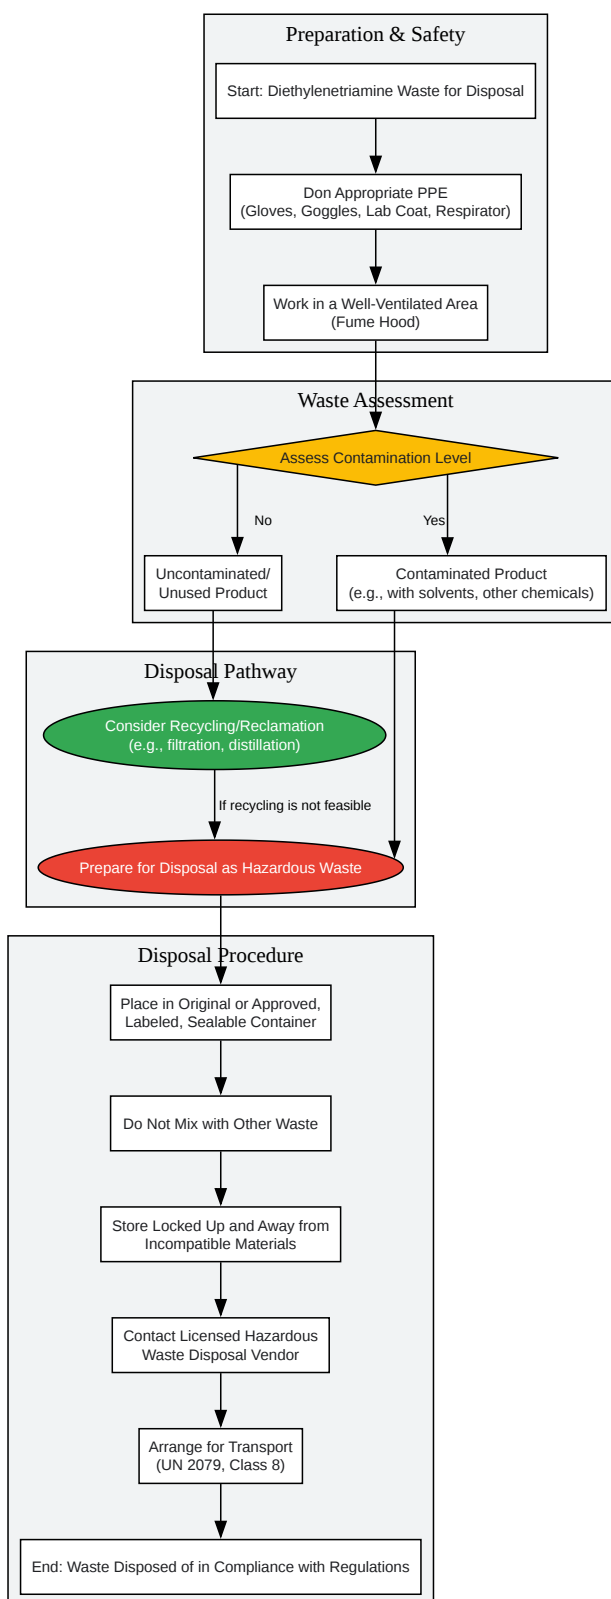 Preparation & Safety
Start: Diethylenetriamine Waste for Disposal
Don Appropriate PPE
(Gloves, Goggles, Lab Coat, Respirator)
Work in a Well-Ventilated Area
(Fume Hood)
Waste Assessment
Assess Contamination Level
No
Yes
Uncontaminated/
Unused Product
Contaminated Product
(e.g., with solvents, other chemicals)
Disposal Pathway
Consider Recycling/Reclamation
(e.g., filtration, distillation)
If recycling is not feasible
Prepare for Disposal as Hazardous Waste
Disposal Procedure
Place in Original or Approved,
Labeled, Sealable Container
Do Not Mix with Other Waste
Store Locked Up and Away from
Incompatible Materials
Contact Licensed Hazardous
Waste Disposal Vendor
Arrange for Transport
(UN 2079, Class 8)
End: Waste Disposed of in Compliance with Regulations